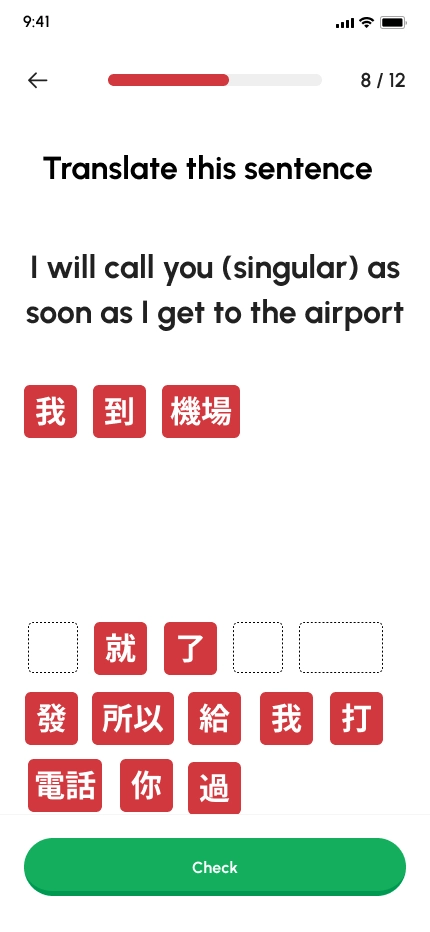 9:41
8 / 12
Translate this sentence
I will call you (singular) as
soon as I get to the airport
我 到 機場
就 了
發 所以 給 我 打
電話 你 過
Check